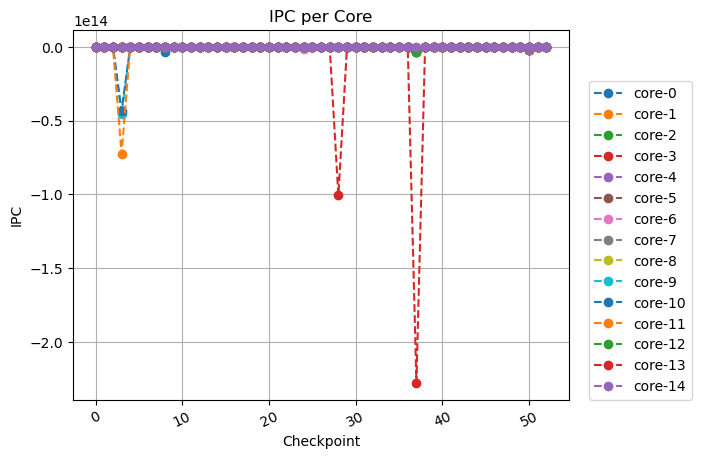 IPC per Core
1e14
0.0
−0.5
−1.0
−1.5
−2.0
IPC
0 10 20 30 40 50
Checkpoint
core-0
core-1
core-2
core-3
core-4
core-5
core-6
core-7
core-8
core-9
core-10
core-11
core-12
core-13
core-14